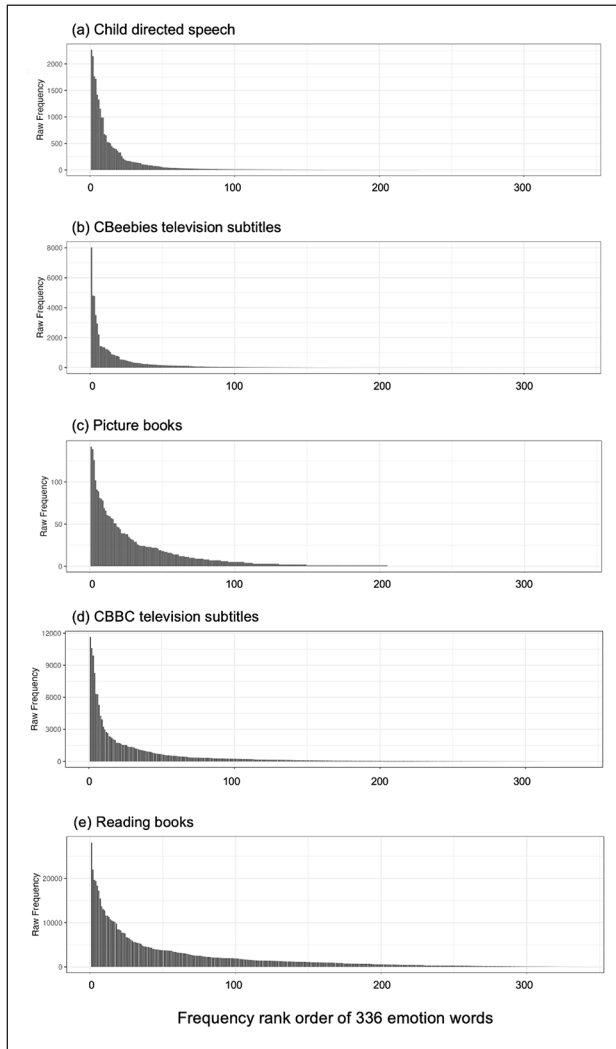 (a) Child directed speech
Raw Frequency
2000
1500
1000
500
0
0 100 200 300
(b) CBeebies television subtitles
Raw Frequency
8000
6000
4000
2000
0
0 100 200 300
(c) Picture books
Raw Frequency
100
50
0
0 100 200 300
(d) CBBC television subtitles
Raw Frequency
12000
9000
6000
3000
0
0 100 200 300
(e) Reading books
Raw Frequency
20000
10000
0
0 100 200 300
Frequency rank order of 336 emotion words